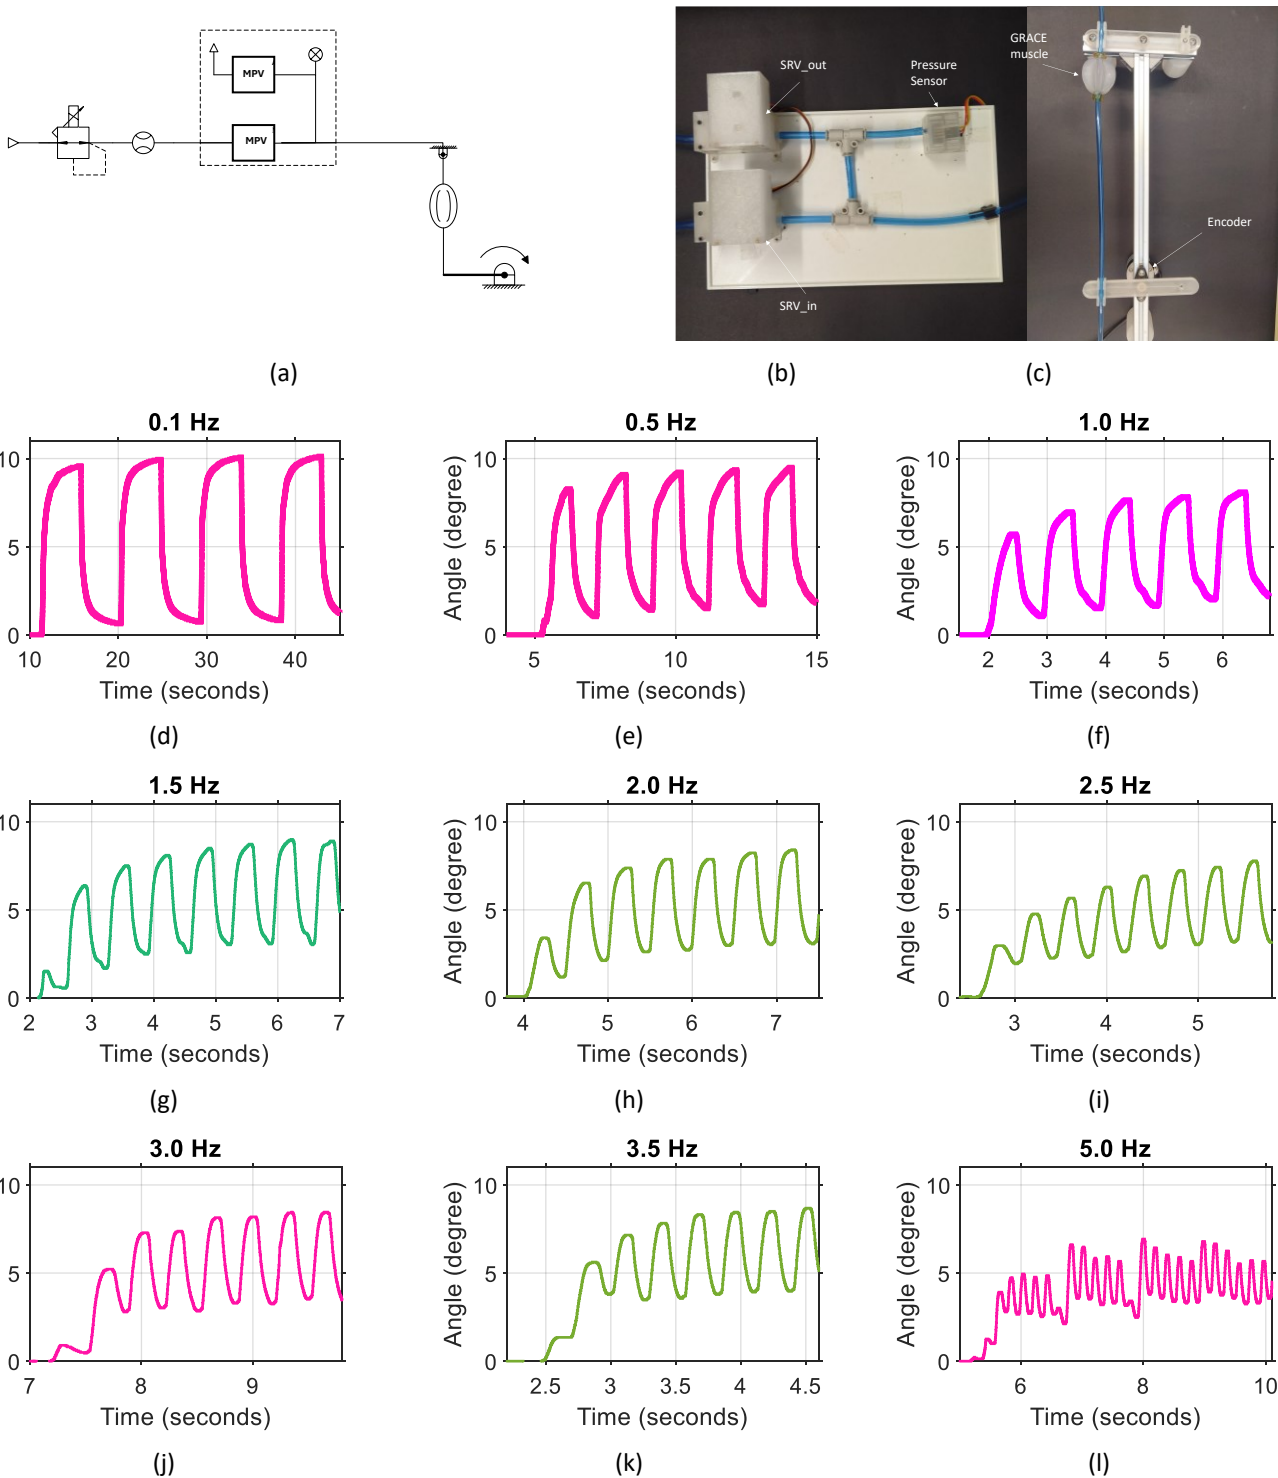 MPV
MPV
(a)
SRV_out
Pressure
Sensor
SRV_in
(b)
GRACE
muscle
Encoder
(c)
0.1 Hz
10
5
0
10 20 30 40
Time (seconds)
(d)
0.5 Hz
Angle (degree)
10
5
0
5 10 15
Time (seconds)
(e)
1.0 Hz
Angle (degree)
10
5
0
2 3 4 5 6
Time (seconds)
(f)
1.5 Hz
10
5
0
2 3 4 5 6 7
Time (seconds)
(g)
2.0 Hz
Angle (degree)
10
5
0
4 5 6 7
Time (seconds)
(h)
2.5 Hz
Angle (degree)
10
5
0
3 4 5
Time (seconds)
(i)
3.0 Hz
10
5
0
7 8 9
Time (seconds)
(j)
3.5 Hz
Angle (degree)
10
5
0
2.5 3 3.5 4 4.5
Time (seconds)
(k)
5.0 Hz
Angle (degree)
10
5
0
6 8 10
Time (seconds)
(l)